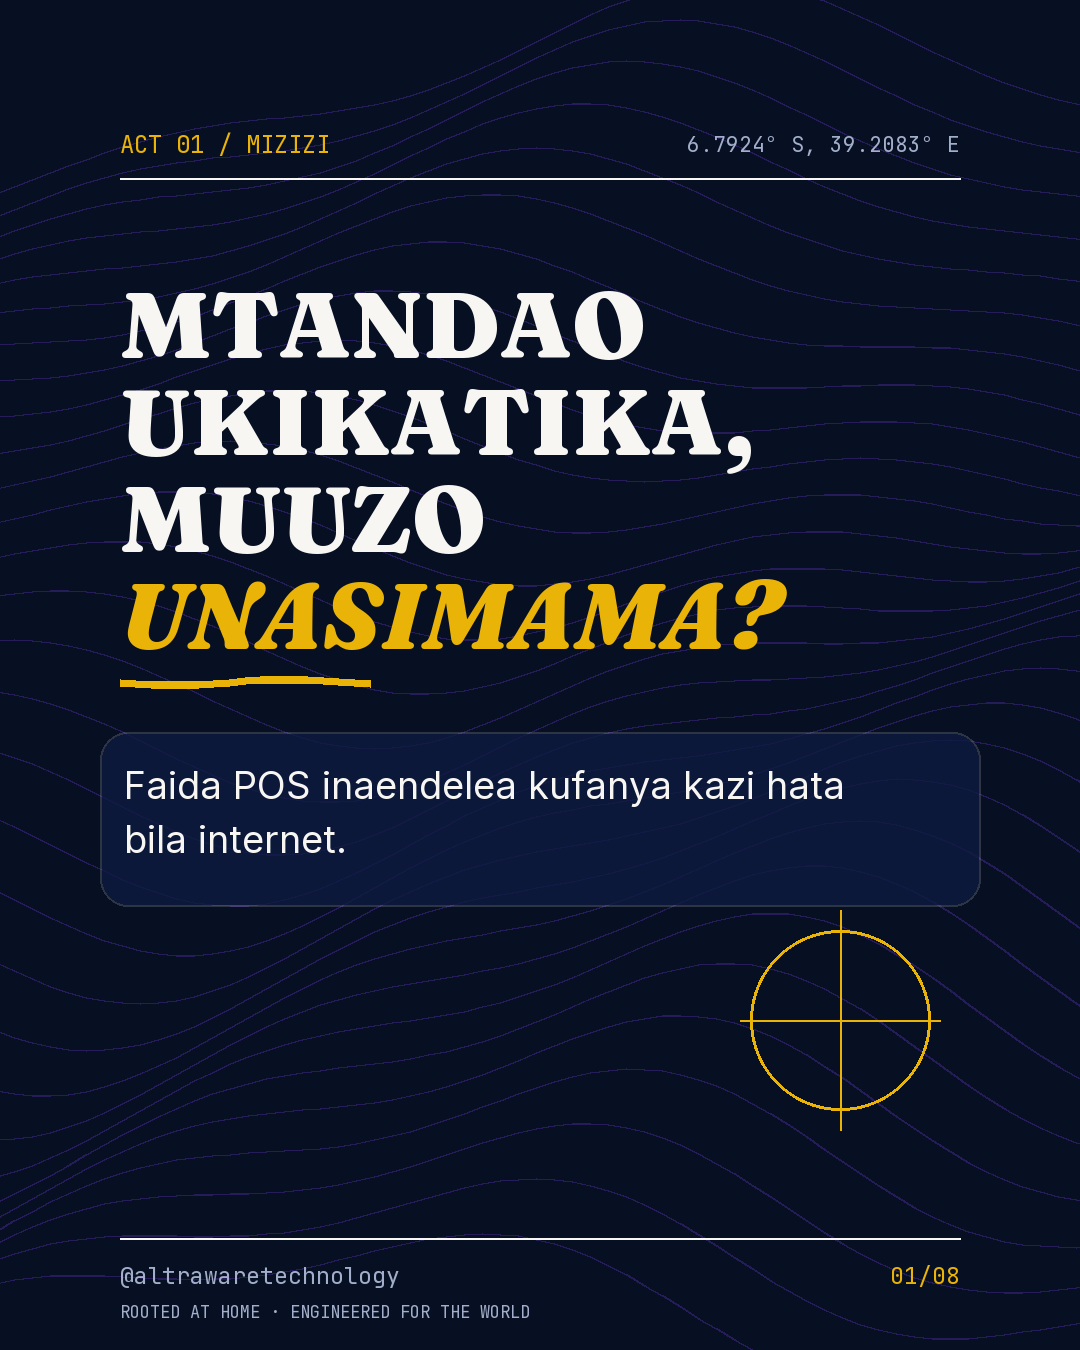 ACT 01 / MIZIZI
6.7924° S, 39.2083° E
MTANDAO
UKIKATIKA,
MUUZO
UNASIMAMA?
Faida POS inaendelea kufanya kazi hata
bila internet.
@altrawaretechnology
01/08
ROOTED AT HOME · ENGINEERED FOR THE WORLD